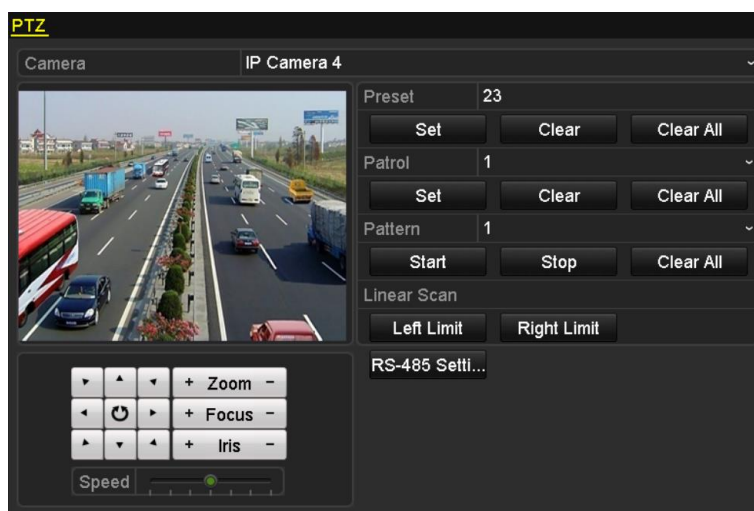 PTZ
Camera IP Camera 4
Preset 23
Set Clear Clear All
Patrol 1
Set Clear Clear All
Pattern 1
Start Stop Clear All
Linear Scan
Left Limit Right Limit
RS-485 Setti...
+ Zoom -
+ Focus -
+ Iris -
Speed